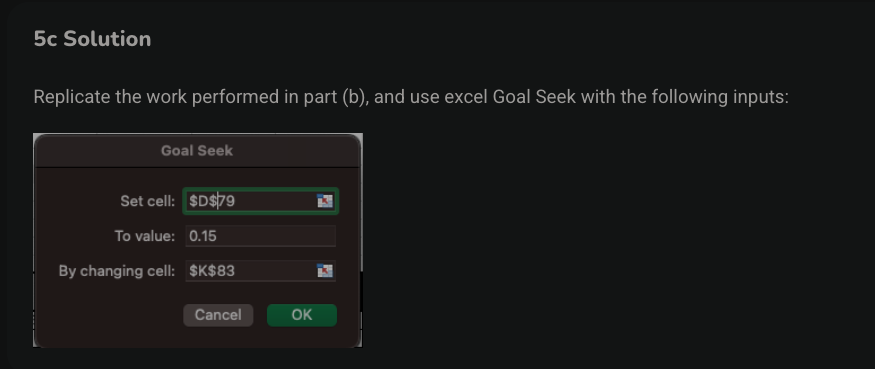 5c Solution
Replicate the work performed in part (b), and use excel Goal Seek with the following inputs:
Goal Seek
Set cell: $D$79
To value: 0.15
By changing cell: $K$83
Cancel OK